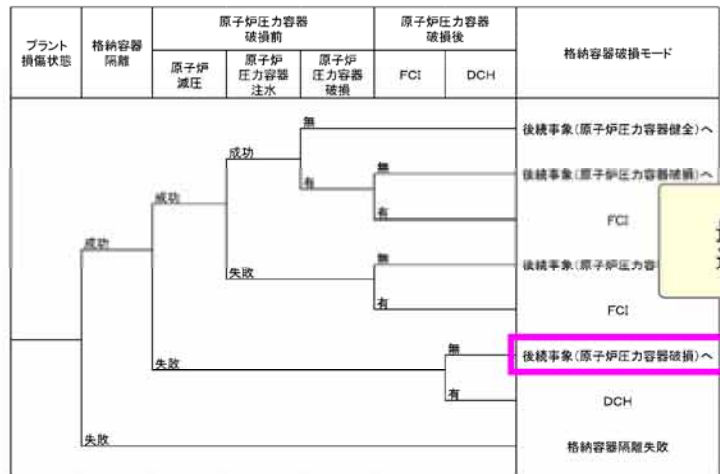 プラント
損傷状態
格納容器
隔離
原子炉圧力容器
破損前
原子炉
減圧
原子炉
圧力容器
注水
原子炉
圧力容器
破損
原子炉圧力容器
破損後
FCI
DCH
格納容器破損モード
無
後続事象(原子炉圧力容器健全)へ
成功
無
後続事象(原子炉圧力容器破損)へ
有
成功
有
FCI
成功
無
後続事象(原子炉圧力容
失敗
有
FCI
無
後続事象(原子炉圧力容器破損)へ
失敗
有
DCH
失敗
格納容器隔離失敗